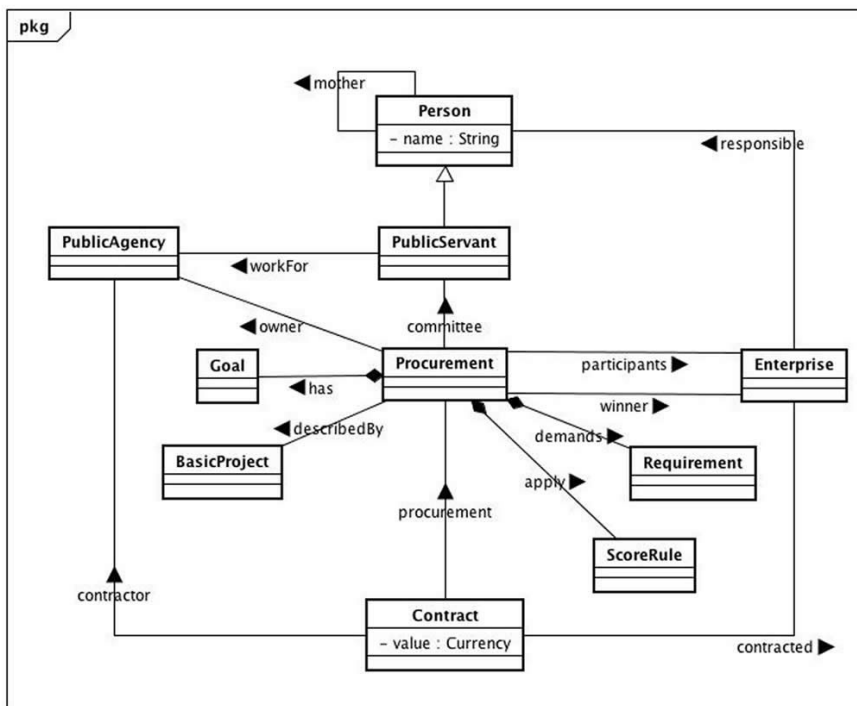 pkg
mother
Person
- name : String
responsible
PublicAgency
PublicServant
workFor
owner
committee
Goal
Procurement
participants
Enterprise
has
winner
describedBy
demands
BasicProject
Requirement
apply
procurement
ScoreRule
contractor
Contract
- value : Currency
contracted